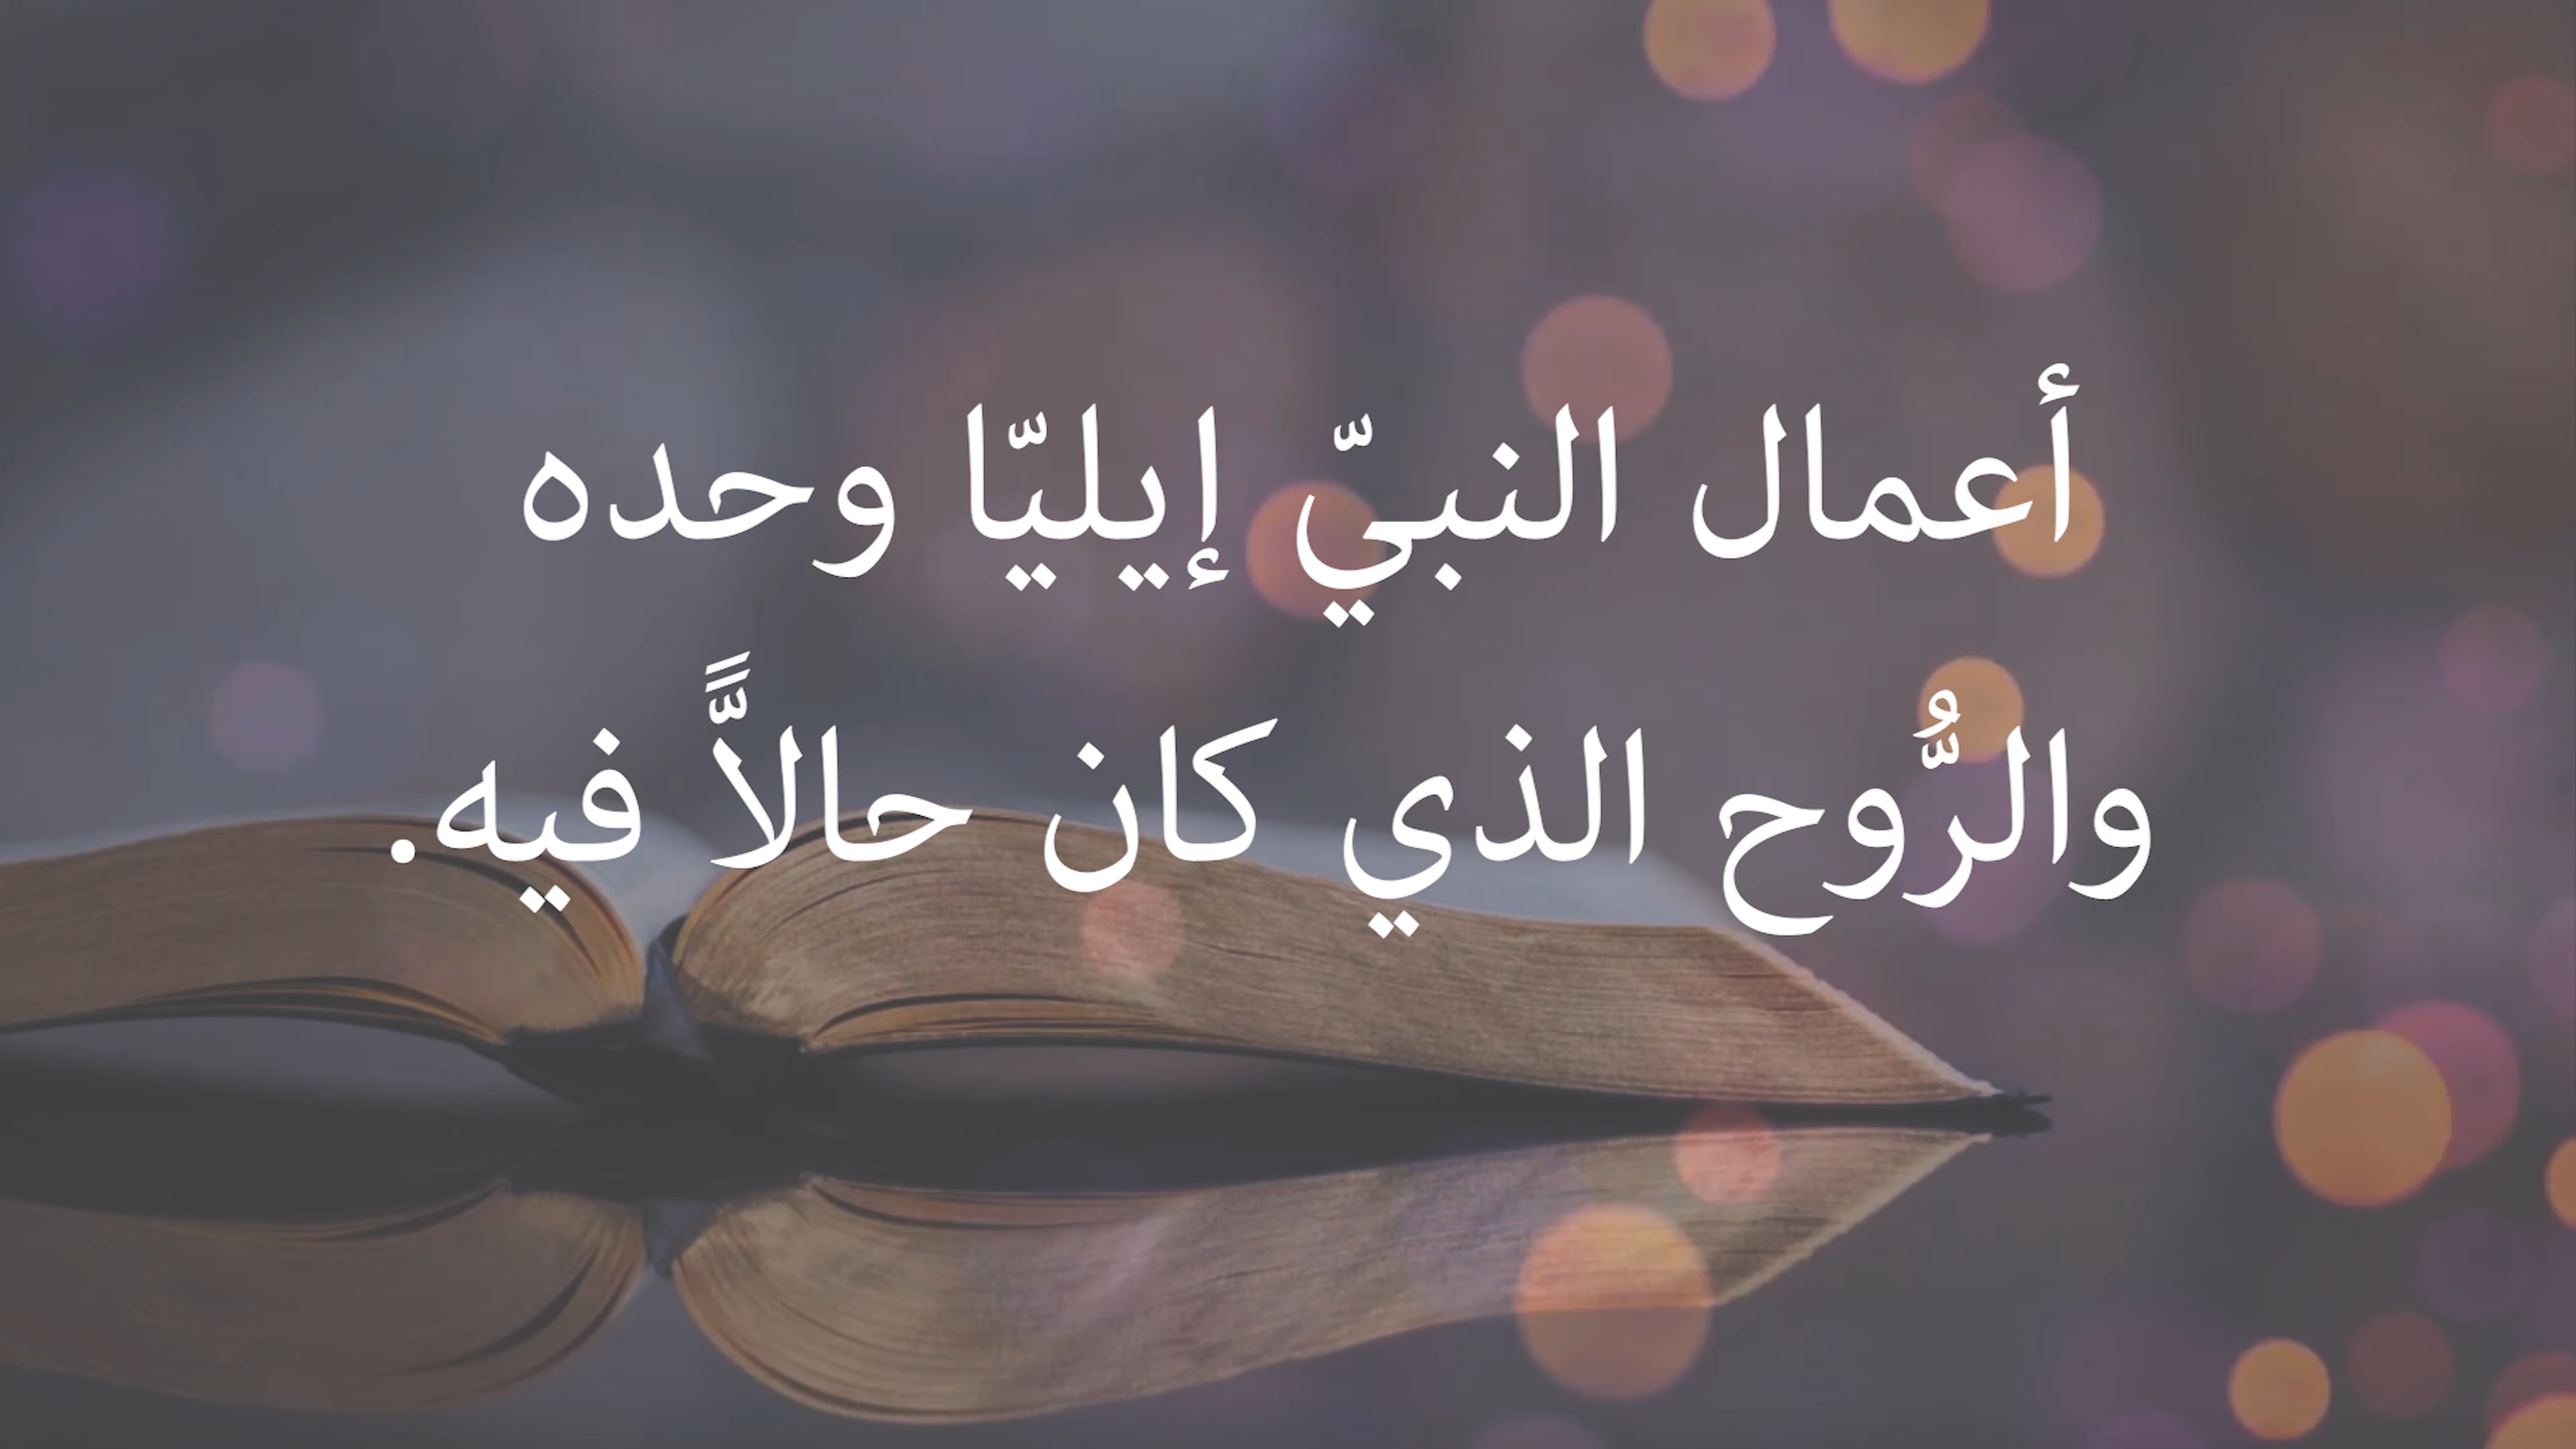 أعمال النبيّ إيليّا وحده
والرُّوح الذي كان حالاًّ فيه.